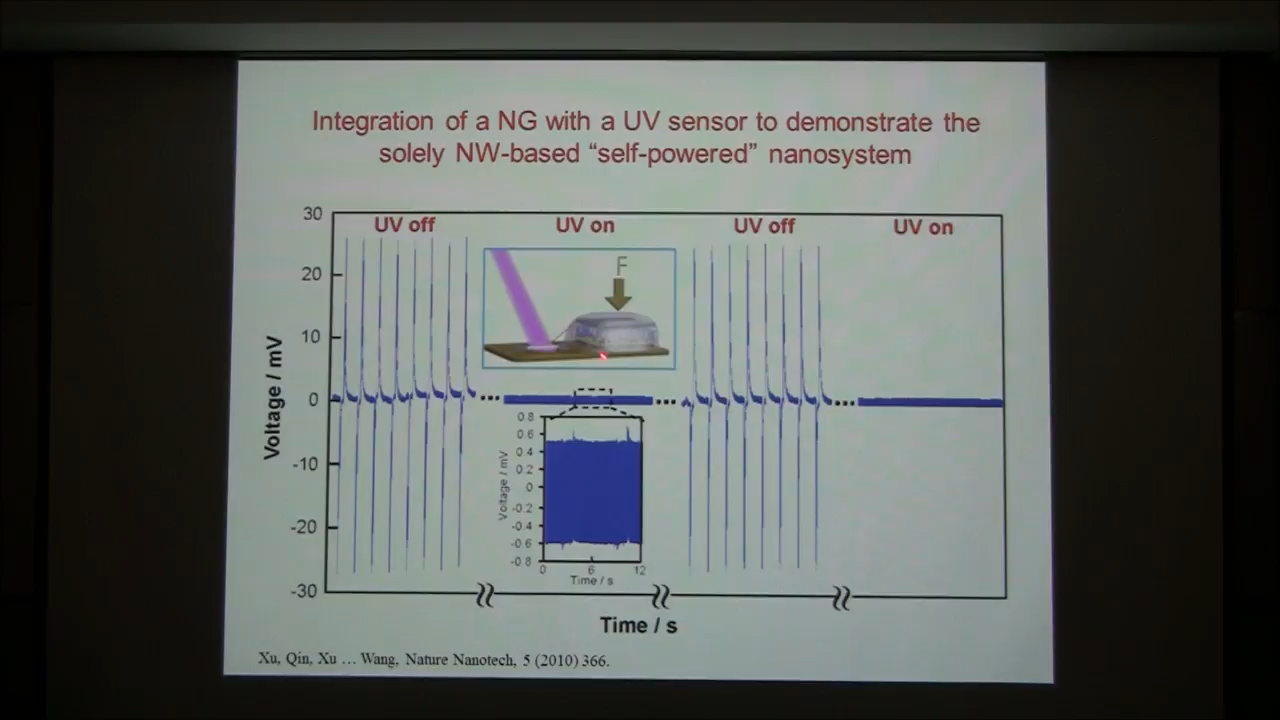 Integration of a NG with a UV sensor to demonstrate the
solely NW-based “self-powered” nanosystem
UV off
UV on
UV off
UV on
30
20
10
0
-10
-20
-30
Voltage / mV
F
0.8
0.6
0.4
0.2
0
-0.2
-0.4
-0.6
-0.8
Voltage / mV
0 6 12
Time / s
Time / s
Xu, Qin, Xu … Wang, Nature Nanotech, 5 (2010) 366.